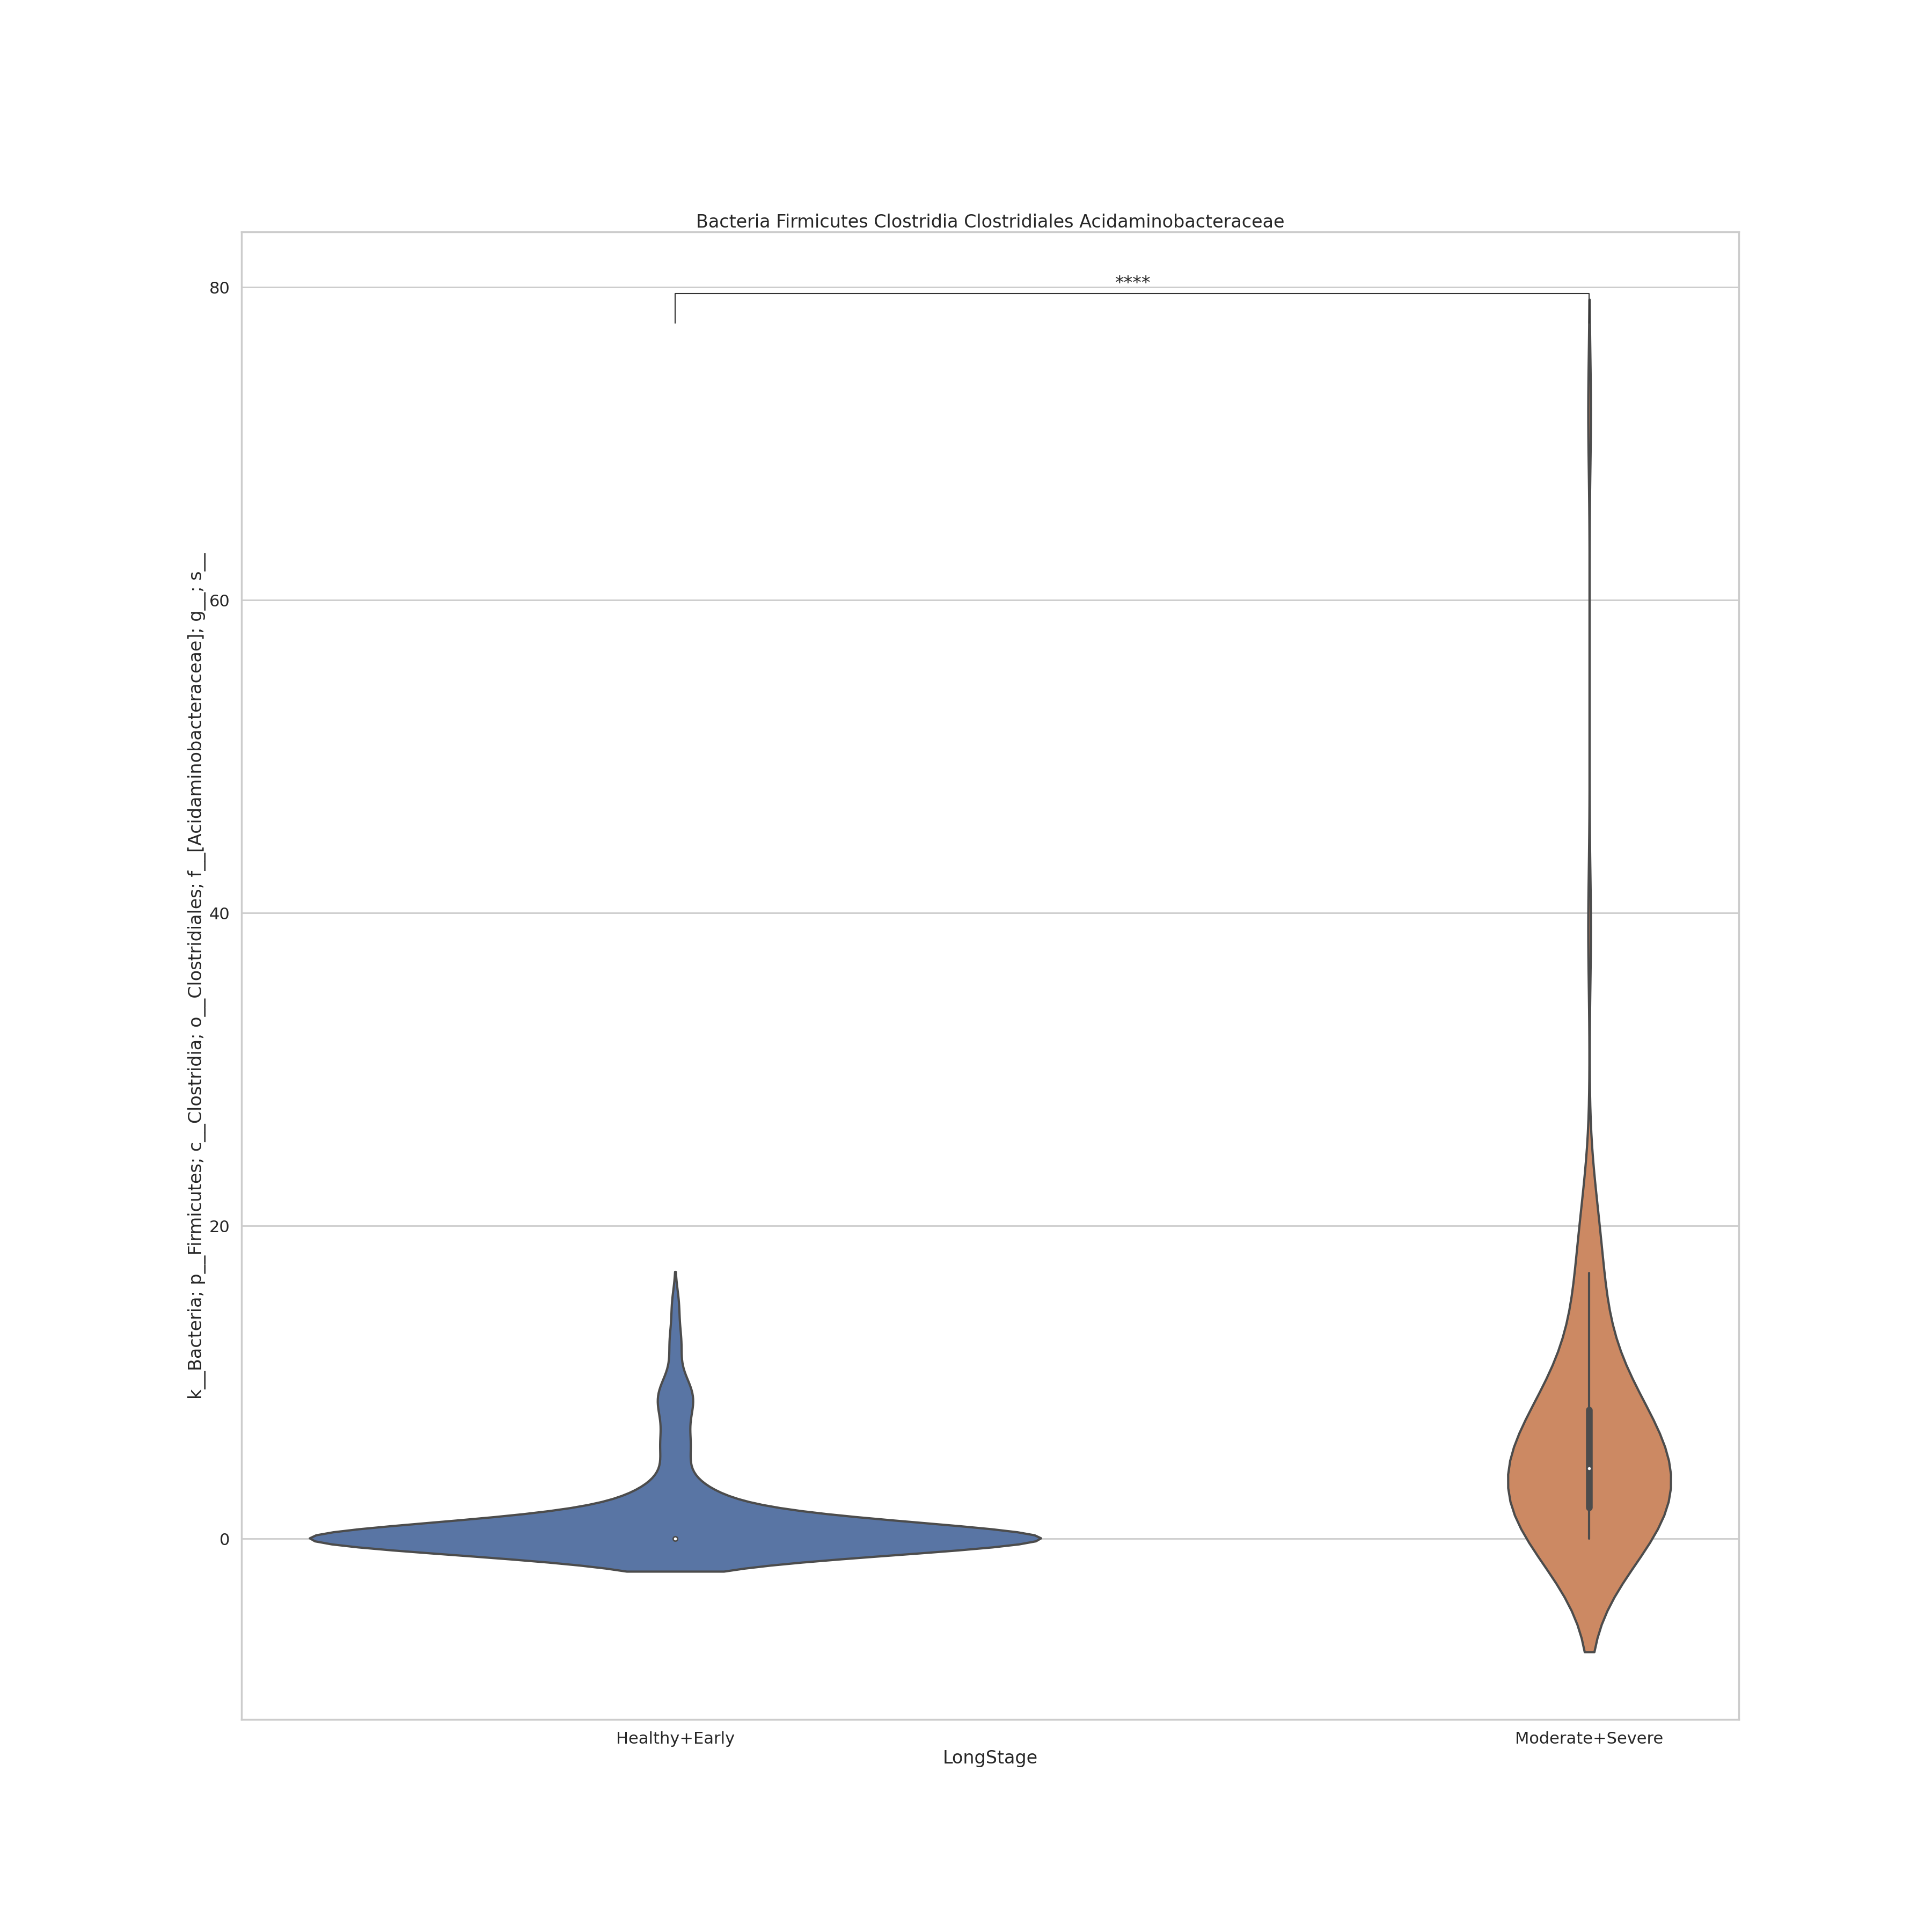 Bacteria Firmicutes Clostridia Clostridiales Acidaminobacteraceae
****
80
60
40
20
0
k__Bacteria; p__Firmicutes; c__Clostridia; o__Clostridiales; f__[Acidaminobacteraceae]; g__; s__
Healthy+Early
Moderate+Severe
LongStage